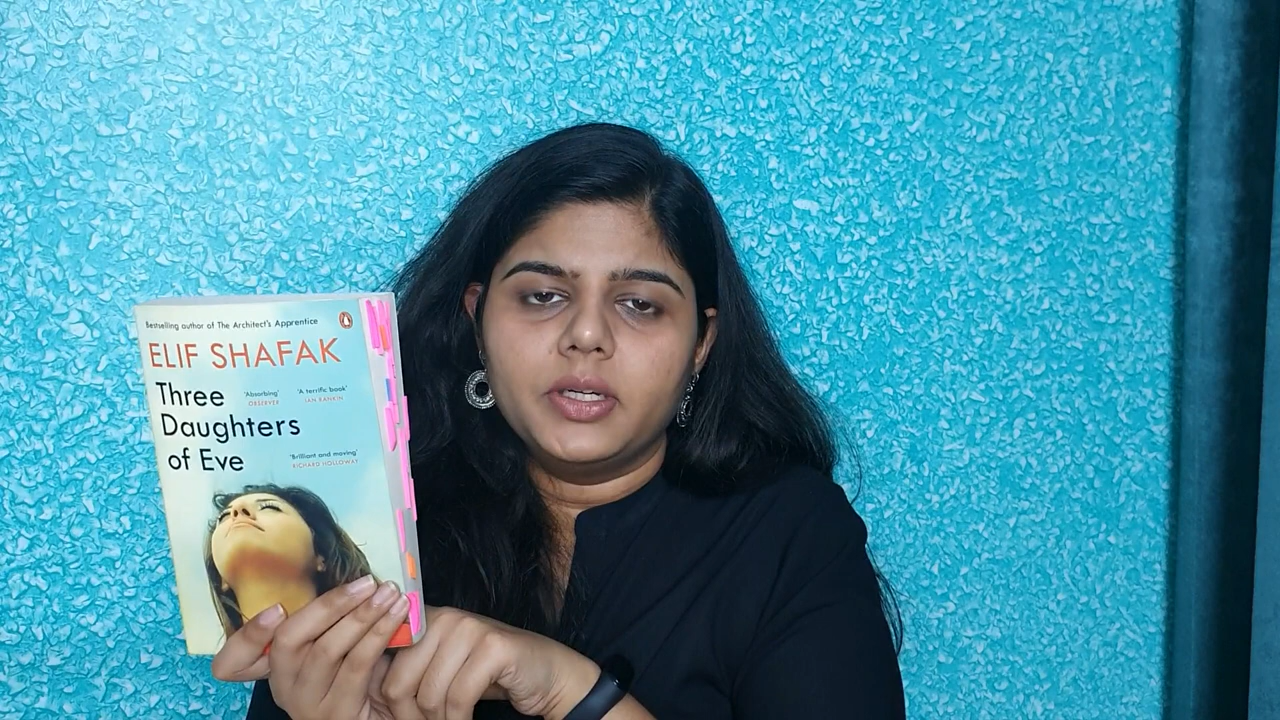 Bestselling author of The Architect's Apprentice
ELIF SHAFAK
Three
Daughters
of Eve
'Absorbing'
OBSERVER
'A terrific book'
IAN RANKIN
'Brilliant and moving'
RICHARD HOLLOWAY